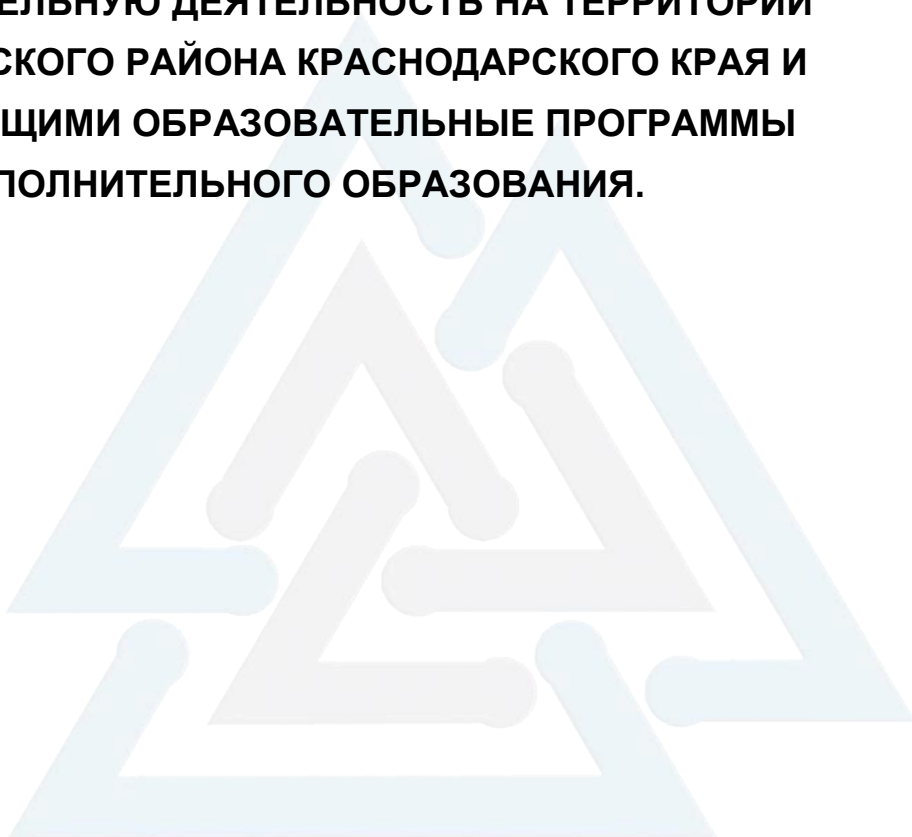 ЕЛЬНУЮ ДЕЯТЕЛЬНОСТЬ НА ТЕРРИТОРИИ
СКОГО РАЙОНА КРАСНОДАРСКОГО КРАЯ И
ЩИМИ ОБРАЗОВАТЕЛЬНЫЕ ПРОГРАММЫ
ПОЛНИТЕЛЬНОГО ОБРАЗОВАНИЯ.